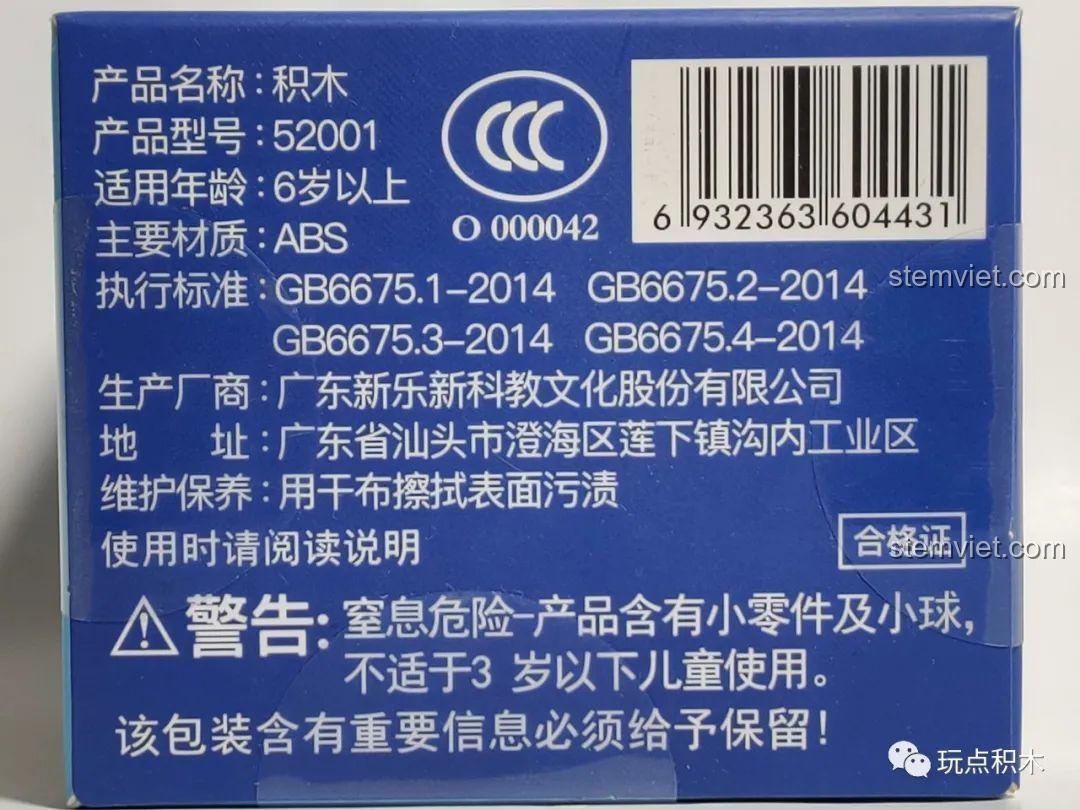 产品名称：积木
产品型号：52001
适用年龄：6岁以上
主要材质：ABS
CCC
O 000042
6 932363 604431
执行标准：GB6675.1-2014 GB6675.2-2014
GB6675.3-2014 GB6675.4-2014
stemviet.com
生产厂商：广东新乐新科教文化股份有限公司
地 址：广东省汕头市澄海区莲下镇沟内工业区
维护保养：用干布擦拭表面污渍
使用时请阅读说明
合格证
stemviet.com
⚠警告：窒息危险-产品含有小零件及小球，
不适于3 岁以下儿童使用。
该包装含有重要信息必须给予保留！
玩点积木